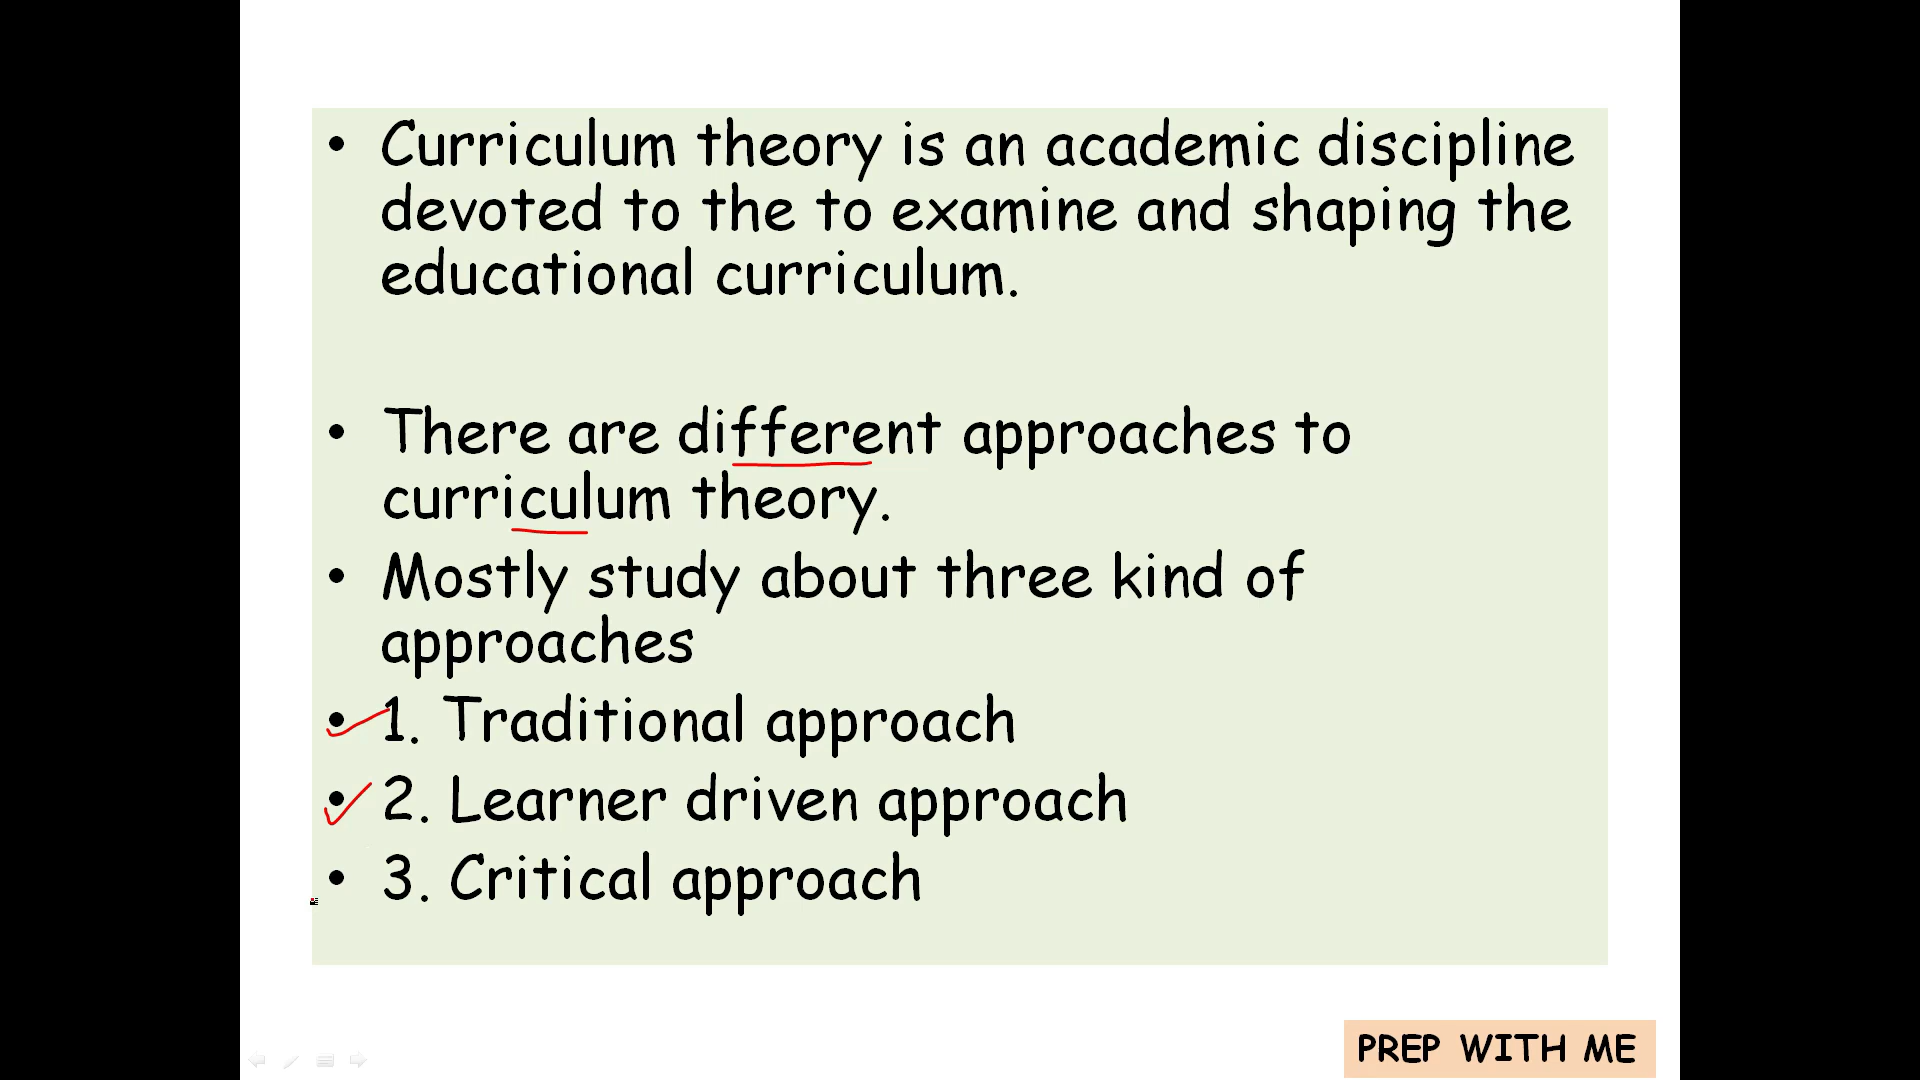 • Curriculum theory is an academic discipline
devoted to the to examine and shaping the
educational curriculum.
• There are different approaches to
curriculum theory.
• Mostly study about three kind of
approaches
• 1. Traditional approach
• 2. Learner driven approach
• 3. Critical approach
PREP WITH ME